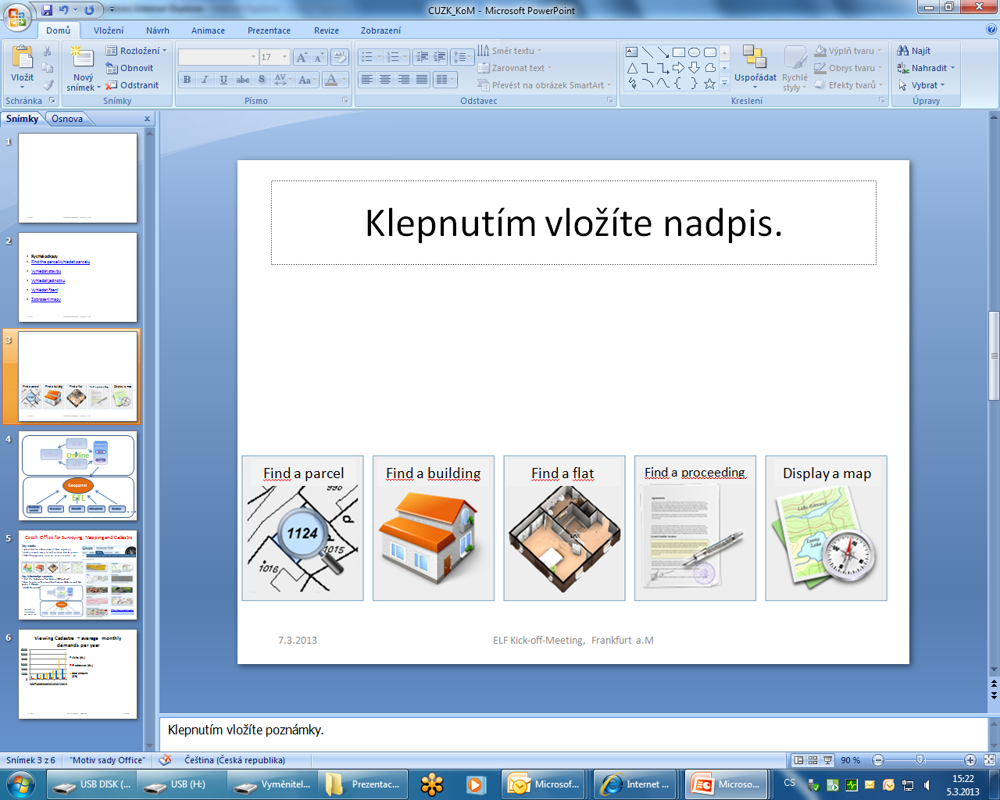 CUZK_KoM - Microsoft PowerPoint
Domů
Vložení
Návrh
Animace
Prezentace
Revize
Zobrazení
Vložit
Schránka
Nový snímek
Rozložení
Obnovit
Odstranit
Snímky
17
Písmo
Směr textu
Zarovnat text
Převést na obrázek SmartArt
Odstavec
Uspořádat
Rychlé styly
Výplň tvaru
Obrys tvaru
Efekty tvarů
Kreslení
Najít
Nahradit
Vybrat
Úpravy
Snímky
Osnova
1
2
Rychlé odkazy
Find the parcelVyhledat parcelu
Vyhledat stavbu
Vyhledat jednotku
Vyhledat řízení
Zobrazení mapy
3
Find a parcel
Find a building
Find a flat
Find a proceeding
Display a map
4
Online
Geoportal
ETL
5
Czech Office for Surveying, Mapping and Cadastre
6
Viewing Cadastre – average monthly
demands per year
Klepnutím vložíte nadpis.
Find a parcel
Find a building
Find a flat
Find a proceeding
Display a map
998
1124
1015
1016
7.3.2013
ELF Kick-off-Meeting, Frankfurt a.M
Klepnutím vložíte poznámky.
Snímek 3 z 6
"Motiv sady Office"
Čeština (Česká republika)
90 %
USB DISK (...
USB (H:)
Vyměnitel...
Prezentac...
Microsof...
Internet ...
Microso...
CS
15:22
5.3.2013